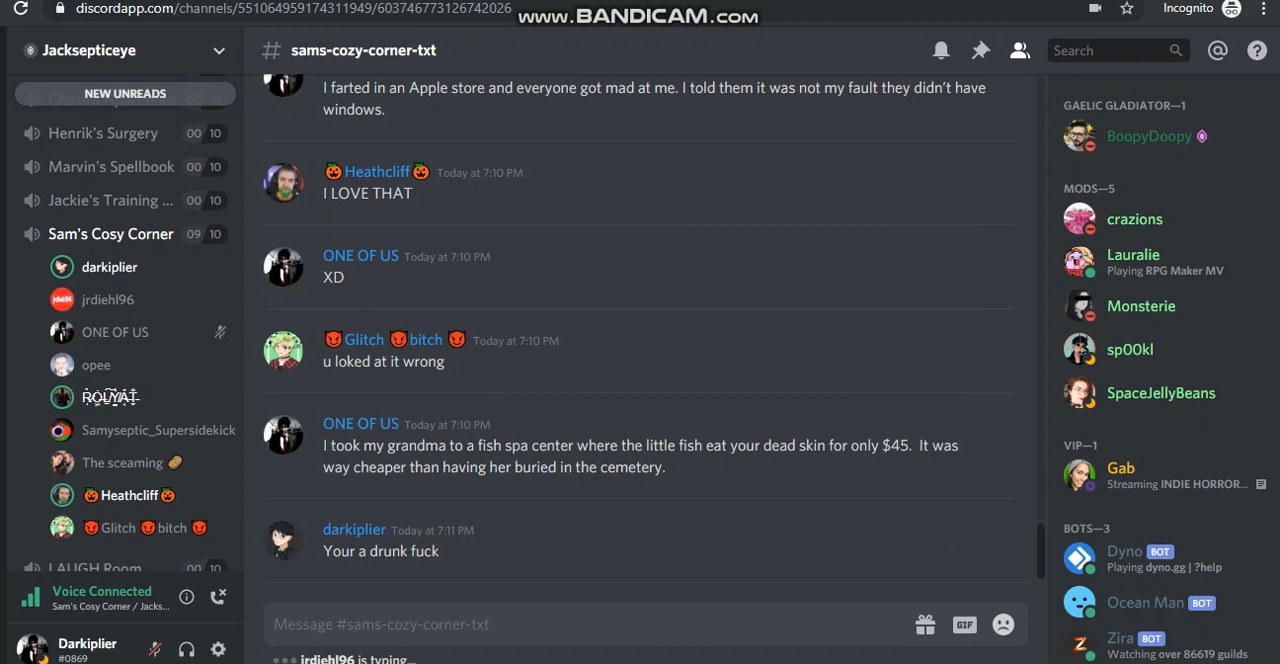 discordapp.com/channels/551064959174311949/603746773126742026
www.BANDICAM.com
Incognito
Jacksepticeye
# sams-cozy-corner-txt
Search
NEW UNREADS
00 10
Henrik's Surgery 00 10
Marvin's Spellbook 00 10
Jackie's Training ... 00 10
Sam's Cosy Corner 09 10
darkiplier
jrdiehl96
ONE OF US
opee
Samyseptic_Supersidekick
The sceaming 🥔
🎃Heathcliff🎃
😈Glitch 😈bitch 😈
LAUGH Room 00 10
Voice Connected
Sam's Cosy Corner / Jacks...
Darkiplier
#0869
I farted in an Apple store and everyone got mad at me. I told them it was not my fault they didn't have
windows.
🎃Heathcliff🎃 Today at 7:10 PM
I LOVE THAT
ONE OF US Today at 7:10 PM
XD
😈Glitch 😈bitch 😈 Today at 7:10 PM
u loked at it wrong
ONE OF US Today at 7:10 PM
I took my grandma to a fish spa center where the little fish eat your dead skin for only $45. It was
way cheaper than having her buried in the cemetery.
darkiplier Today at 7:11 PM
Your a drunk fuck
Message #sams-cozy-corner-txt
GIF
jrdiehl96 is typing...
GAELIC GLADIATOR—1
BoopyDoopy
MODS—5
crazions
Lauralie
Playing RPG Maker MV
Monsterie
sp00kl
SpaceJellyBeans
VIP—1
Gab
Streaming INDIE HORROR...
BOTS—3
Dyno BOT
Playing dyno.gg | ?help
Ocean Man BOT
Zira BOT
Watching over 86619 guilds